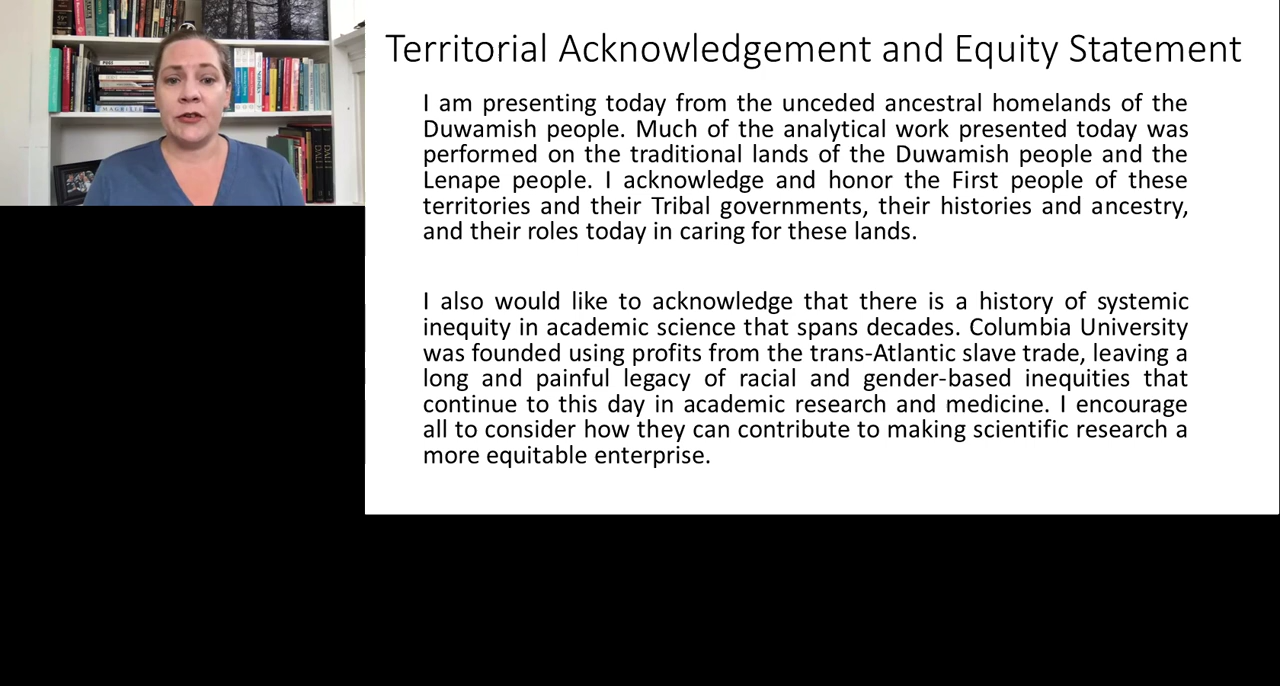 Territorial Acknowledgement and Equity Statement
I am presenting today from the unceded ancestral homelands of the
Duwamish people. Much of the analytical work presented today was
performed on the traditional lands of the Duwamish people and the
Lenape people. I acknowledge and honor the First people of these
territories and their Tribal governments, their histories and ancestry,
and their roles today in caring for these lands.
I also would like to acknowledge that there is a history of systemic
inequity in academic science that spans decades. Columbia University
was founded using profits from the trans-Atlantic slave trade, leaving a
long and painful legacy of racial and gender-based inequities that
continue to this day in academic research and medicine. I encourage
all to consider how they can contribute to making scientific research a
more equitable enterprise.